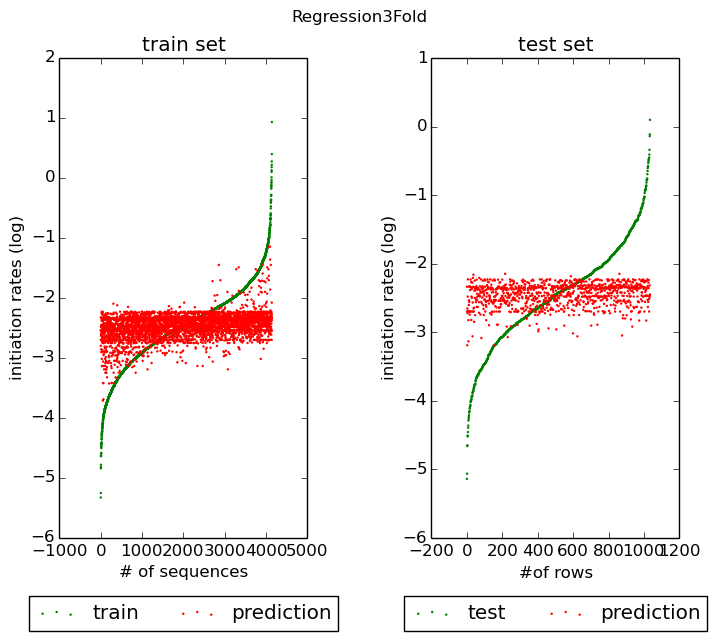 Regression3Fold
train set
test set
initiation rates (log)
2
1
0
−1
−2
−3
−4
−5
−6
−1000 0 1000 2000 3000 4000 5000
# of sequences
train prediction
initiation rates (log)
1
0
−1
−2
−3
−4
−5
−6
−200 0 200 400 600 800 1000 1200
#of rows
test prediction